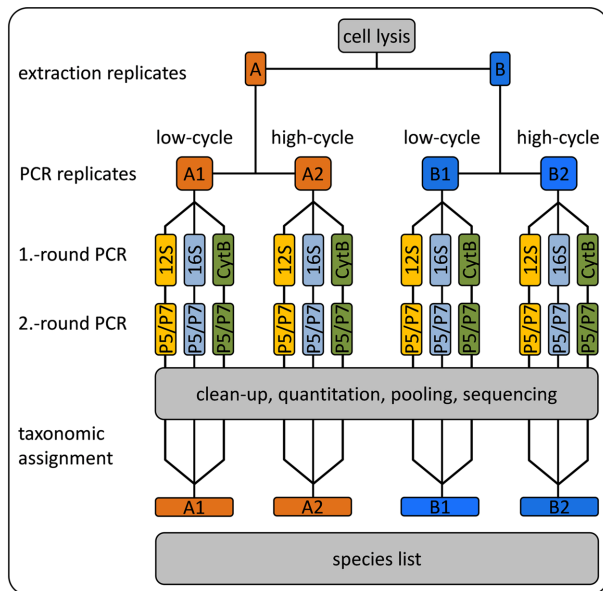 cell lysis
extraction replicates
A
B
low-cycle
high-cycle
low-cycle
high-cycle
PCR replicates
A1
A2
B1
B2
1.-round PCR
12S
16S
CytB
12S
16S
CytB
12S
16S
CytB
12S
16S
CytB
2.-round PCR
P5/P7
P5/P7
P5/P7
P5/P7
P5/P7
P5/P7
P5/P7
P5/P7
P5/P7
P5/P7
P5/P7
P5/P7
clean-up, quantitation, pooling, sequencing
taxonomic
assignment
A1
A2
B1
B2
species list